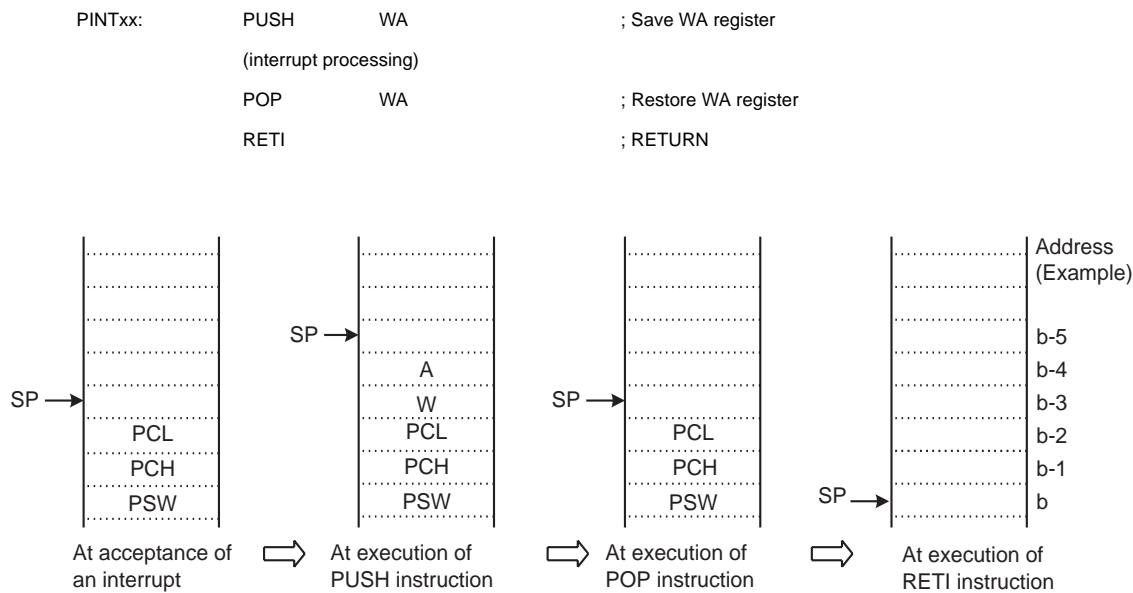 PINTxx: PUSH WA ; Save WA register
(interrupt processing)
POP WA ; Restore WA register
RETI ; RETURN
Address
(Example)
SP b-5
A b-4
SP W SP b-3
PCL PCL PCL b-2
PCH PCH PCH b-1
PSW PSW PSW SP b
At acceptance of
an interrupt
At execution of
PUSH instruction
At execution of
POP instruction
At execution of
RETI instruction